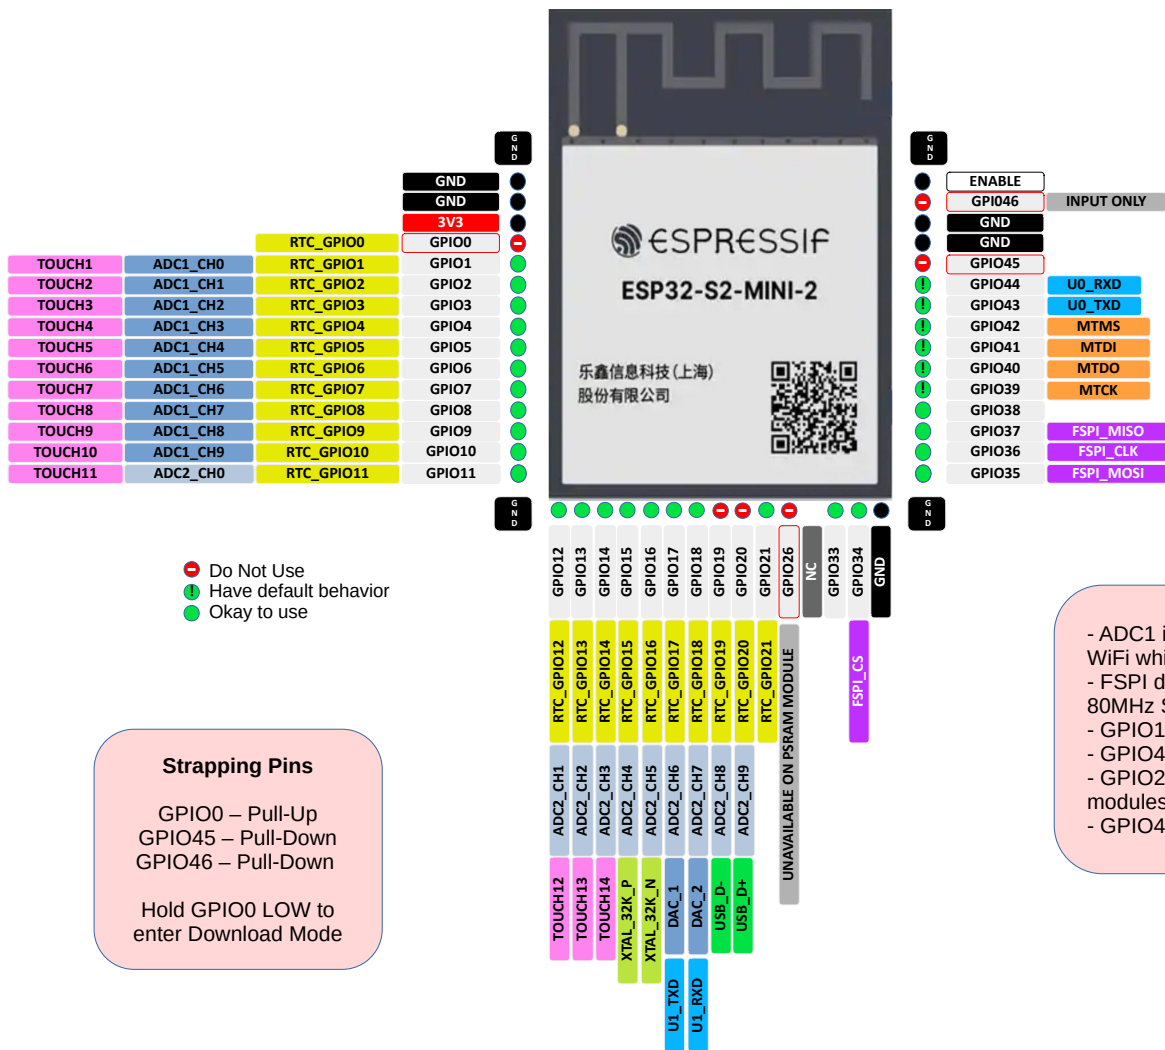 GND
GND
GND ENABLE
GND GPI046 INPUT ONLY
3V3 GND
RTC_GPIO0 GPIO0 GND
TOUCH1 ADC1_CH0 RTC_GPIO1 GPIO1 GPIO45
TOUCH2 ADC1_CH1 RTC_GPIO2 GPIO2 GPIO44 U0_RXD
TOUCH3 ADC1_CH2 RTC_GPIO3 GPIO3 GPIO43 U0_TXD
TOUCH4 ADC1_CH3 RTC_GPIO4 GPIO4 GPIO42 MTMS
TOUCH5 ADC1_CH4 RTC_GPIO5 GPIO5 GPIO41 MTDI
TOUCH6 ADC1_CH5 RTC_GPIO6 GPIO6 GPIO40 MTDO
TOUCH7 ADC1_CH6 RTC_GPIO7 GPIO7 GPIO39 MTCK
TOUCH8 ADC1_CH7 RTC_GPIO8 GPIO8 GPIO38
TOUCH9 ADC1_CH8 RTC_GPIO9 GPIO9 GPIO37 FSPI_MISO
TOUCH10 ADC1_CH9 RTC_GPIO10 GPIO10 GPIO36 FSPI_CLK
TOUCH11 ADC2_CH0 RTC_GPIO11 GPIO11 GPIO35 FSPI_MOSI
ESPRESSIF
ESP32-S2-MINI-2
乐鑫信息科技(上海)
股份有限公司
GND
GND
GPIO12 RTC_GPIO12 ADC2_CH1 TOUCH12
GPIO13 RTC_GPIO13 ADC2_CH2 TOUCH13
GPIO14 RTC_GPIO14 ADC2_CH3 TOUCH14
GPIO15 RTC_GPIO15 ADC2_CH4 XTAL_32K_P
GPIO16 RTC_GPIO16 ADC2_CH5 XTAL_32K_N
GPIO17 RTC_GPIO17 ADC2_CH6 DAC_1 U1_TXD
GPIO18 RTC_GPIO18 ADC2_CH7 DAC_2 U1_RXD
GPIO19 RTC_GPIO19 ADC2_CH8 USB_D-
GPIO20 RTC_GPIO20 ADC2_CH9 USB_D+
GPIO21 RTC_GPIO21
GPIO26 UNAVAILABLE ON PSRAM MODULE
NC
GPIO33
GPIO34 FSPI_CS
GND
Do Not Use
Have default behavior
Okay to use
Strapping Pins
GPIO0 – Pull-Up
GPIO45 – Pull-Down
GPIO46 – Pull-Down
Hold GPIO0 LOW to
enter Download Mode
- ADC1 i
WiFi whi
- FSPI d
80MHz S
- GPIO1
- GPIO4
- GPIO2
modules
- GPIO4